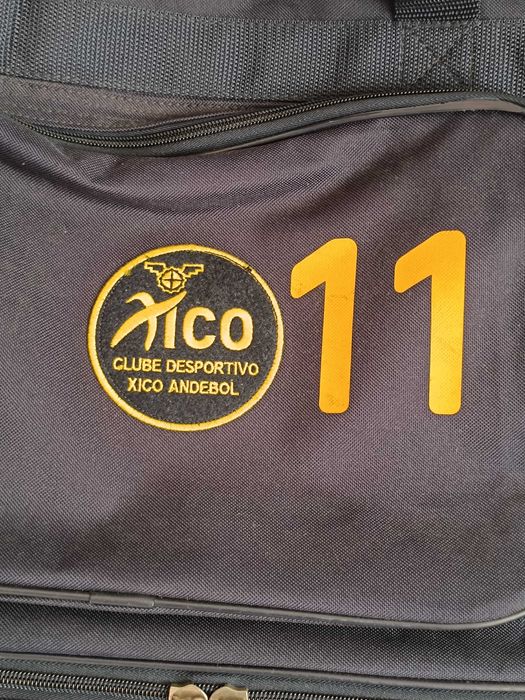 XICO
CLUBE DESPORTIVO
XICO ANDEBOL
11